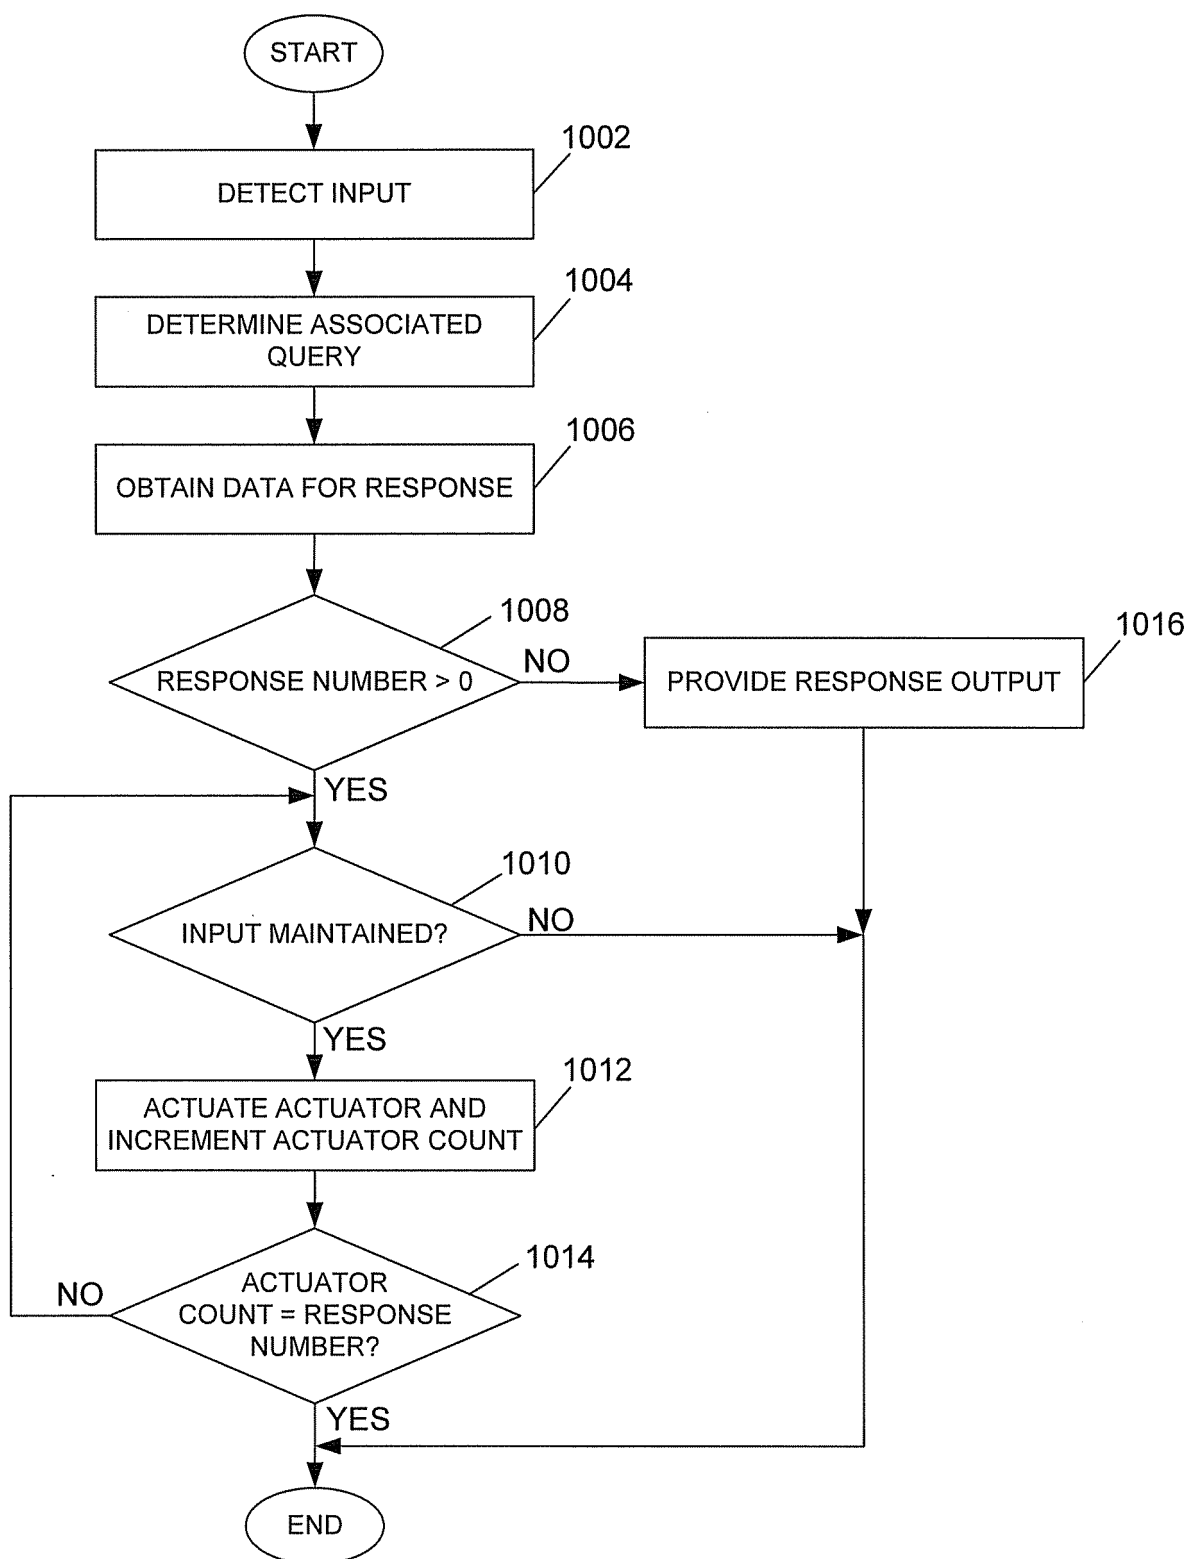 START
1002
DETECT INPUT
1004
DETERMINE ASSOCIATED
QUERY
1006
OBTAIN DATA FOR RESPONSE
1008
RESPONSE NUMBER > 0
NO
1016
PROVIDE RESPONSE OUTPUT
YES
1010
INPUT MAINTAINED?
NO
YES
1012
ACTUATE ACTUATOR AND
INCREMENT ACTUATOR COUNT
1014
ACTUATOR
COUNT = RESPONSE
NUMBER?
NO
YES
END